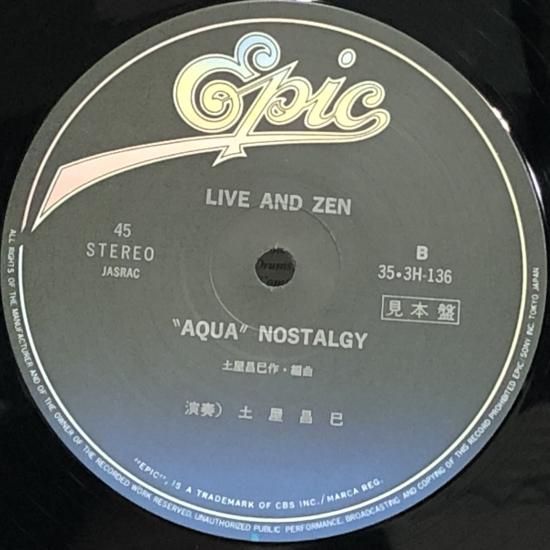 Epic
LIVE AND ZEN
45
STEREO
JASRAC
B
35•3H-136
見本盤
"AQUA" NOSTALGY
土屋昌巳作・編曲
演奏) 土屋昌巳
"EPIC", IS A TRADEMARK OF CBS INC./MARCA REG.
ALL RIGHTS OF THE MANUFACTURER AND OF THE OWNER OF THE RECORDED WORK RESERVED, UNAUTHORIZED PUBLIC PERFORMANCE, BROADCASTING AND COPYING OF THIS RECORD PROHIBITED EPIC/SONY INC. TOKYO JAPAN
Drums,